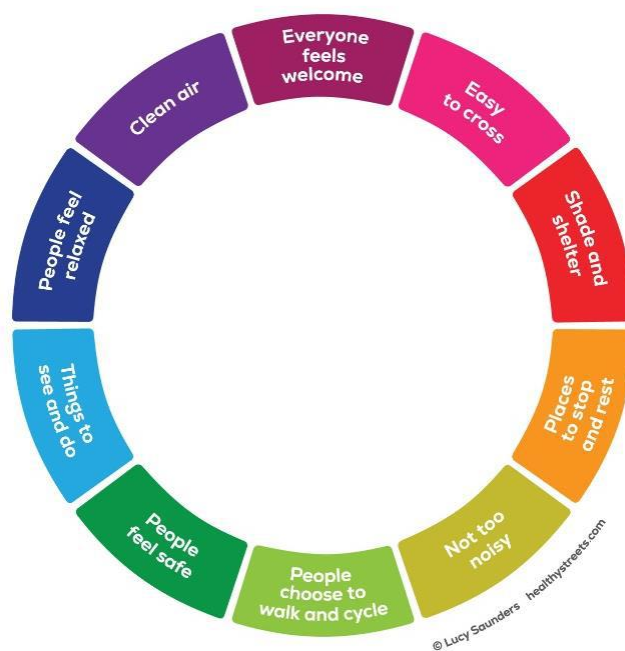 Everyone
feels
welcome
Easy
to cross
Shade and
shelter
Places
to stop
and rest
Not too
noisy
People
choose to
walk and cycle
People
feel safe
Things to
see and do
People feel
relaxed
Clean air
© Lucy Saunders healthystreets.com